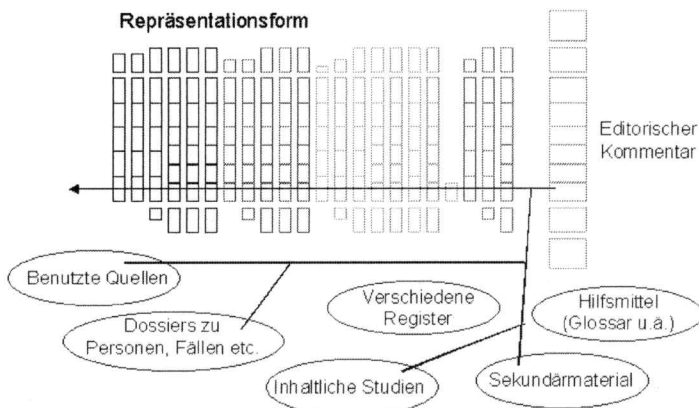 Repräsentationsform
Editorischer
Kommentar
Benutzte Quellen
Dossiers zu
Personen, Fällen etc.
Verschiedene
Register
Hilfsmittel
(Glossar u.ä.)
Inhaltliche Studien
Sekundärmaterial